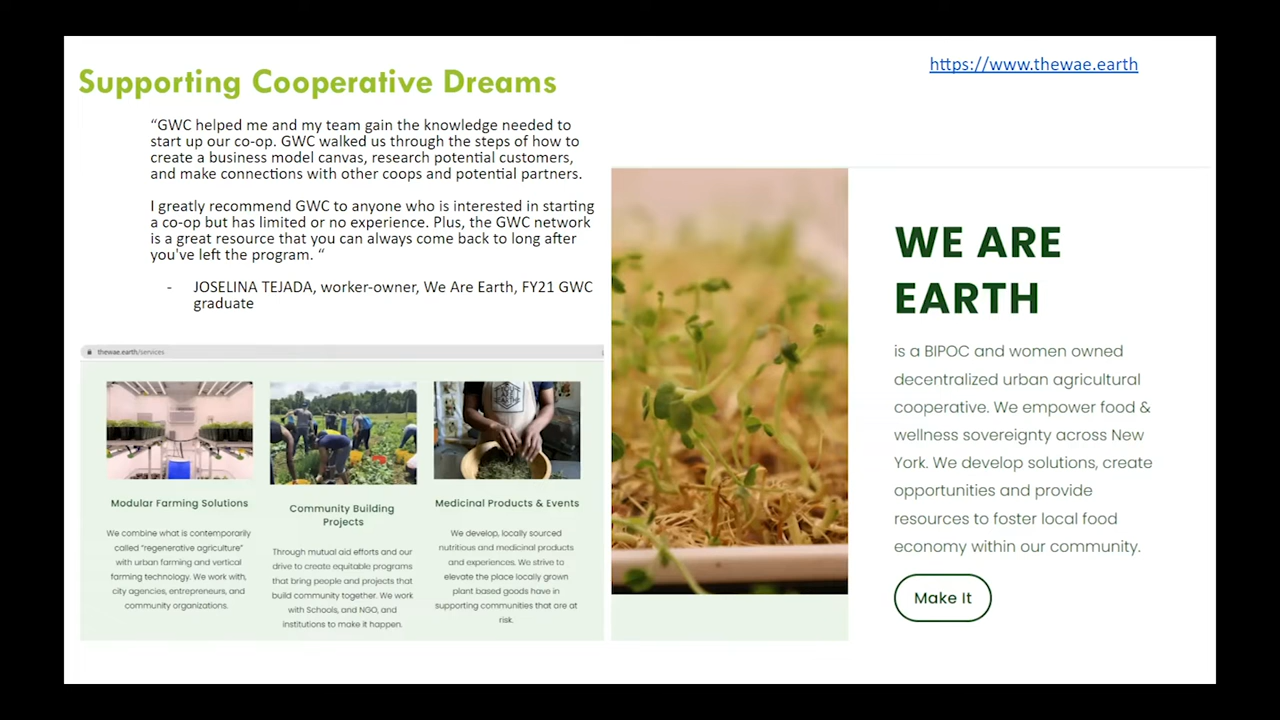 Supporting Cooperative Dreams
https://www.thewae.earth
“GWC helped me and my team gain the knowledge needed to
start up our co-op. GWC walked us through the steps of how to
create a business model canvas, research potential customers,
and make connections with other coops and potential partners.
I greatly recommend GWC to anyone who is interested in starting
a co-op but has limited or no experience. Plus, the GWC network
is a great resource that you can always come back to long after
you've left the program. “
- JOSELINA TEJADA, worker-owner, We Are Earth, FY21 GWC
graduate
thewae.earth/services
Modular Farming Solutions
We combine what is contemporarily
called “regenerative agriculture”
with urban farming and vertical
farming technology. We work with,
city agencies, entrepreneurs, and
community organizations.
Community Building
Projects
Through mutual aid efforts and our
drive to create equitable programs
that bring people and projects that
build community together. We work
with Schools, and NGO, and
institutions to make it happen.
Medicinal Products & Events
We develop, locally sourced
nutritious and medicinal products
and experiences. We strive to
elevate the place locally grown
plant based goods have in
supporting communities that are at
risk.
WE ARE
EARTH
is a BIPOC and women owned
decentralized urban agricultural
cooperative. We empower food &
wellness sovereignty across New
York. We develop solutions, create
opportunities and provide
resources to foster local food
economy within our community.
Make It